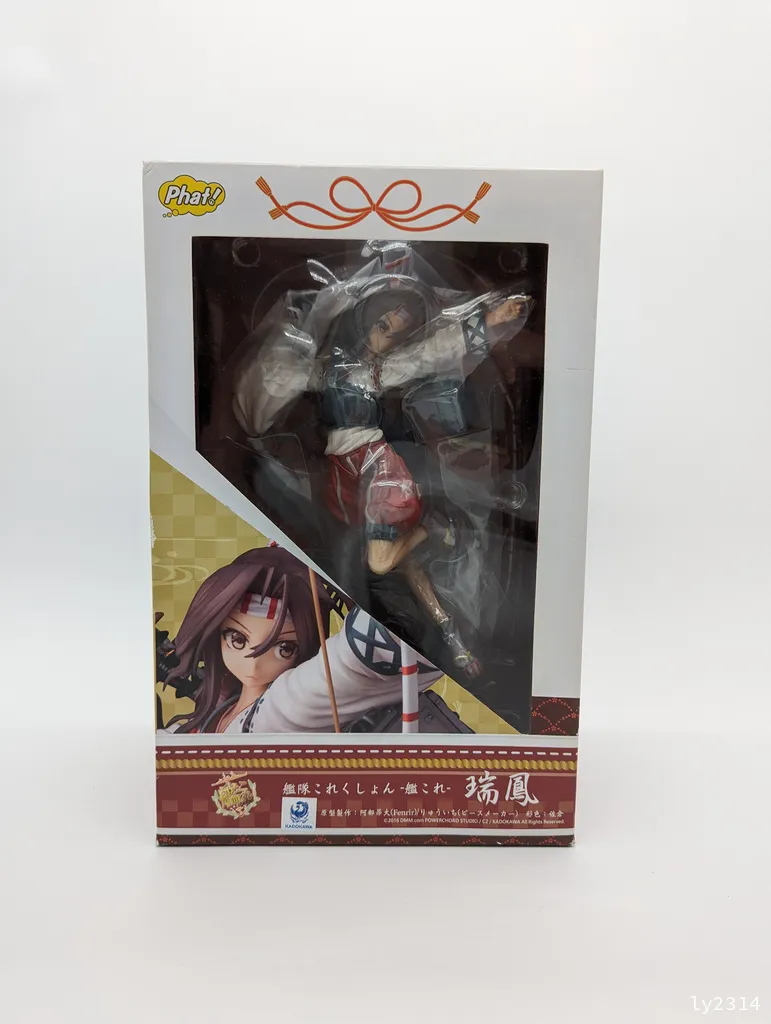 Phat!
艦隊これくしょん -艦これ- 瑞鳳
KADOKAWA
原型製作：阿部昂大(Fenrir)/りゅういち(ピースメーカー) 彩色：佐倉
©2016 DMM.com POWERCHORD STUDIO / C2 / KADOKAWA All Rights Reserved.
ly2314